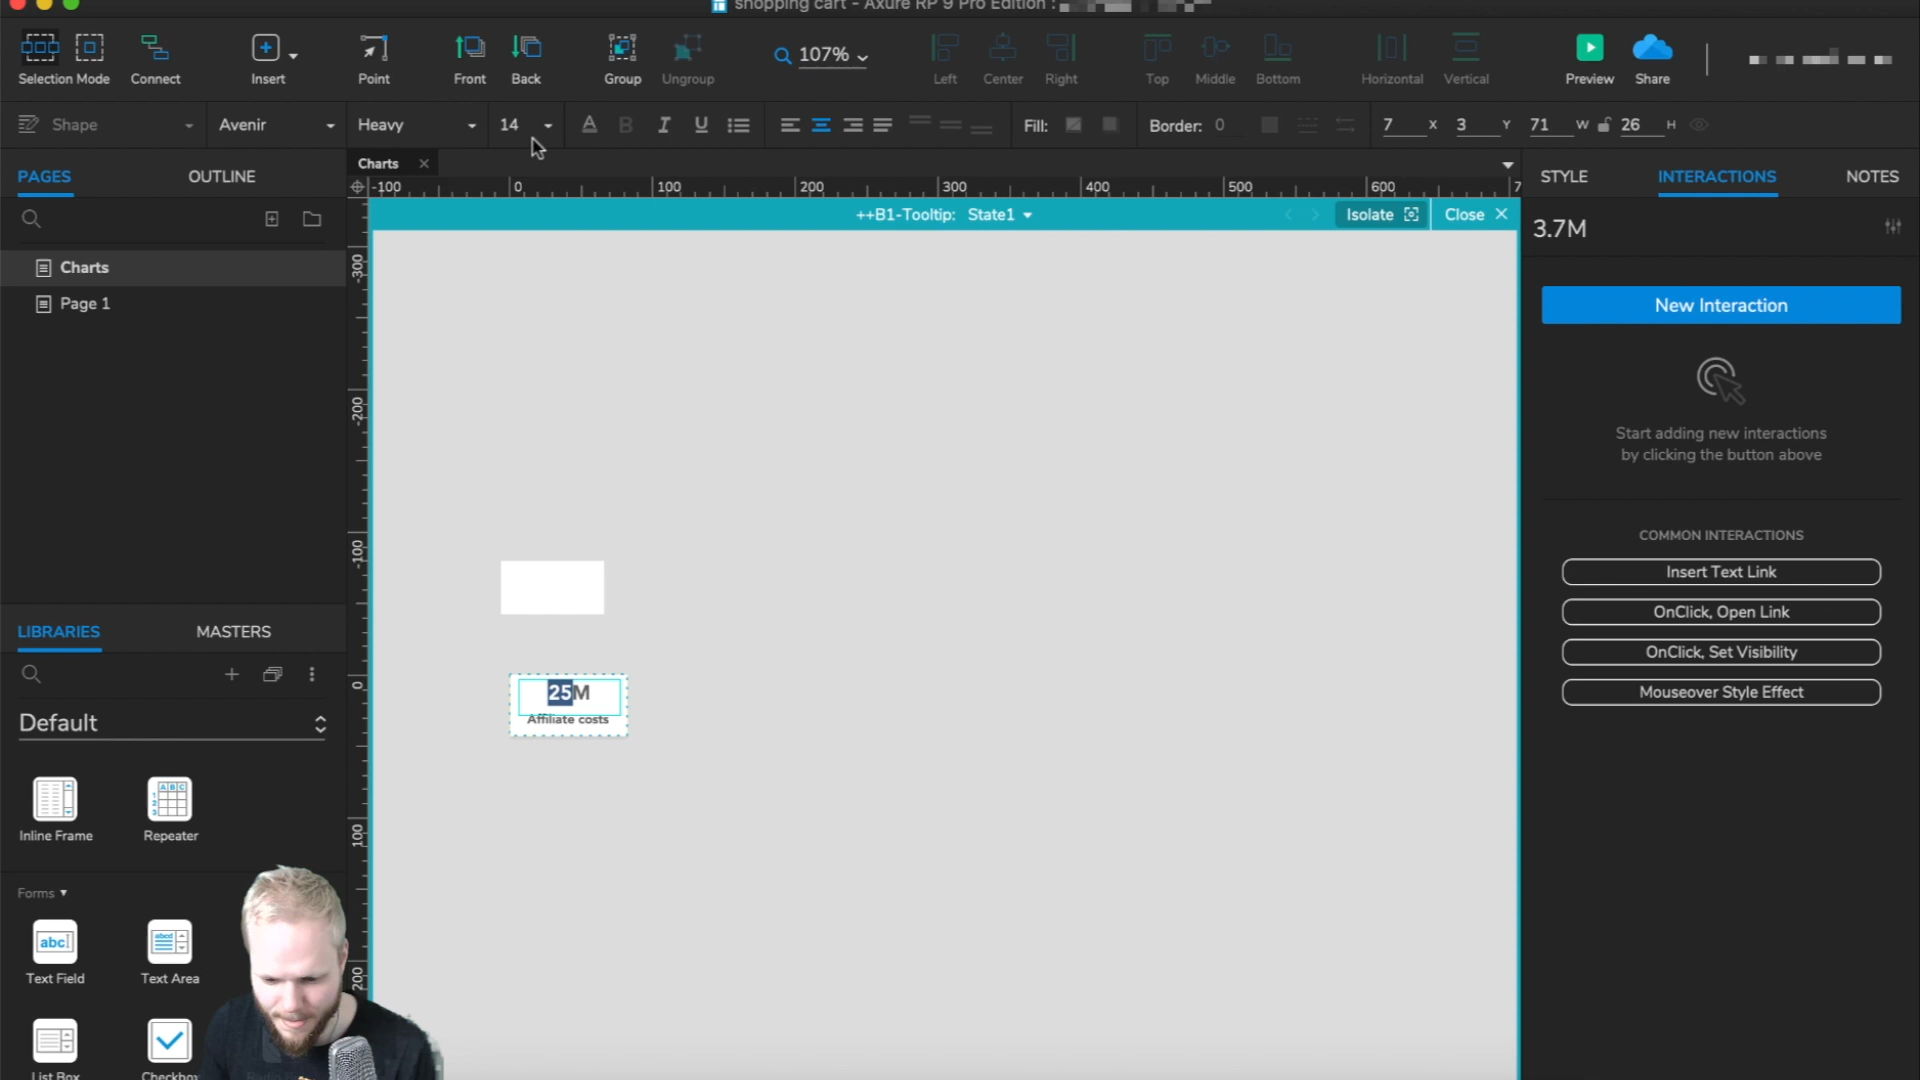 shopping cart - Axure RP 9 Pro Edition :
Selection Mode
Connect
Insert
Point
Front
Back
Group
Ungroup
107%
Left
Center
Right
Top
Middle
Bottom
Horizontal
Vertical
Preview
Share
Shape
Avenir
Heavy
14
Fill:
Border: 0
7 X
3 Y
71 W
26 H
PAGES
OUTLINE
Charts
Page 1
Charts
-100 0 100 200 300 400 500 600 7
++B1-Tooltip: State1
Isolate
Close
-300
-200
-100
0
100
200
25M
Affiliate costs
LIBRARIES
MASTERS
Default
Inline Frame
Repeater
Forms
abc
Text Field
abcd
Text Area
List Box
Checkbox
STYLE
INTERACTIONS
NOTES
3.7M
New Interaction
Start adding new interactions
by clicking the button above
COMMON INTERACTIONS
Insert Text Link
OnClick, Open Link
OnClick, Set Visibility
Mouseover Style Effect